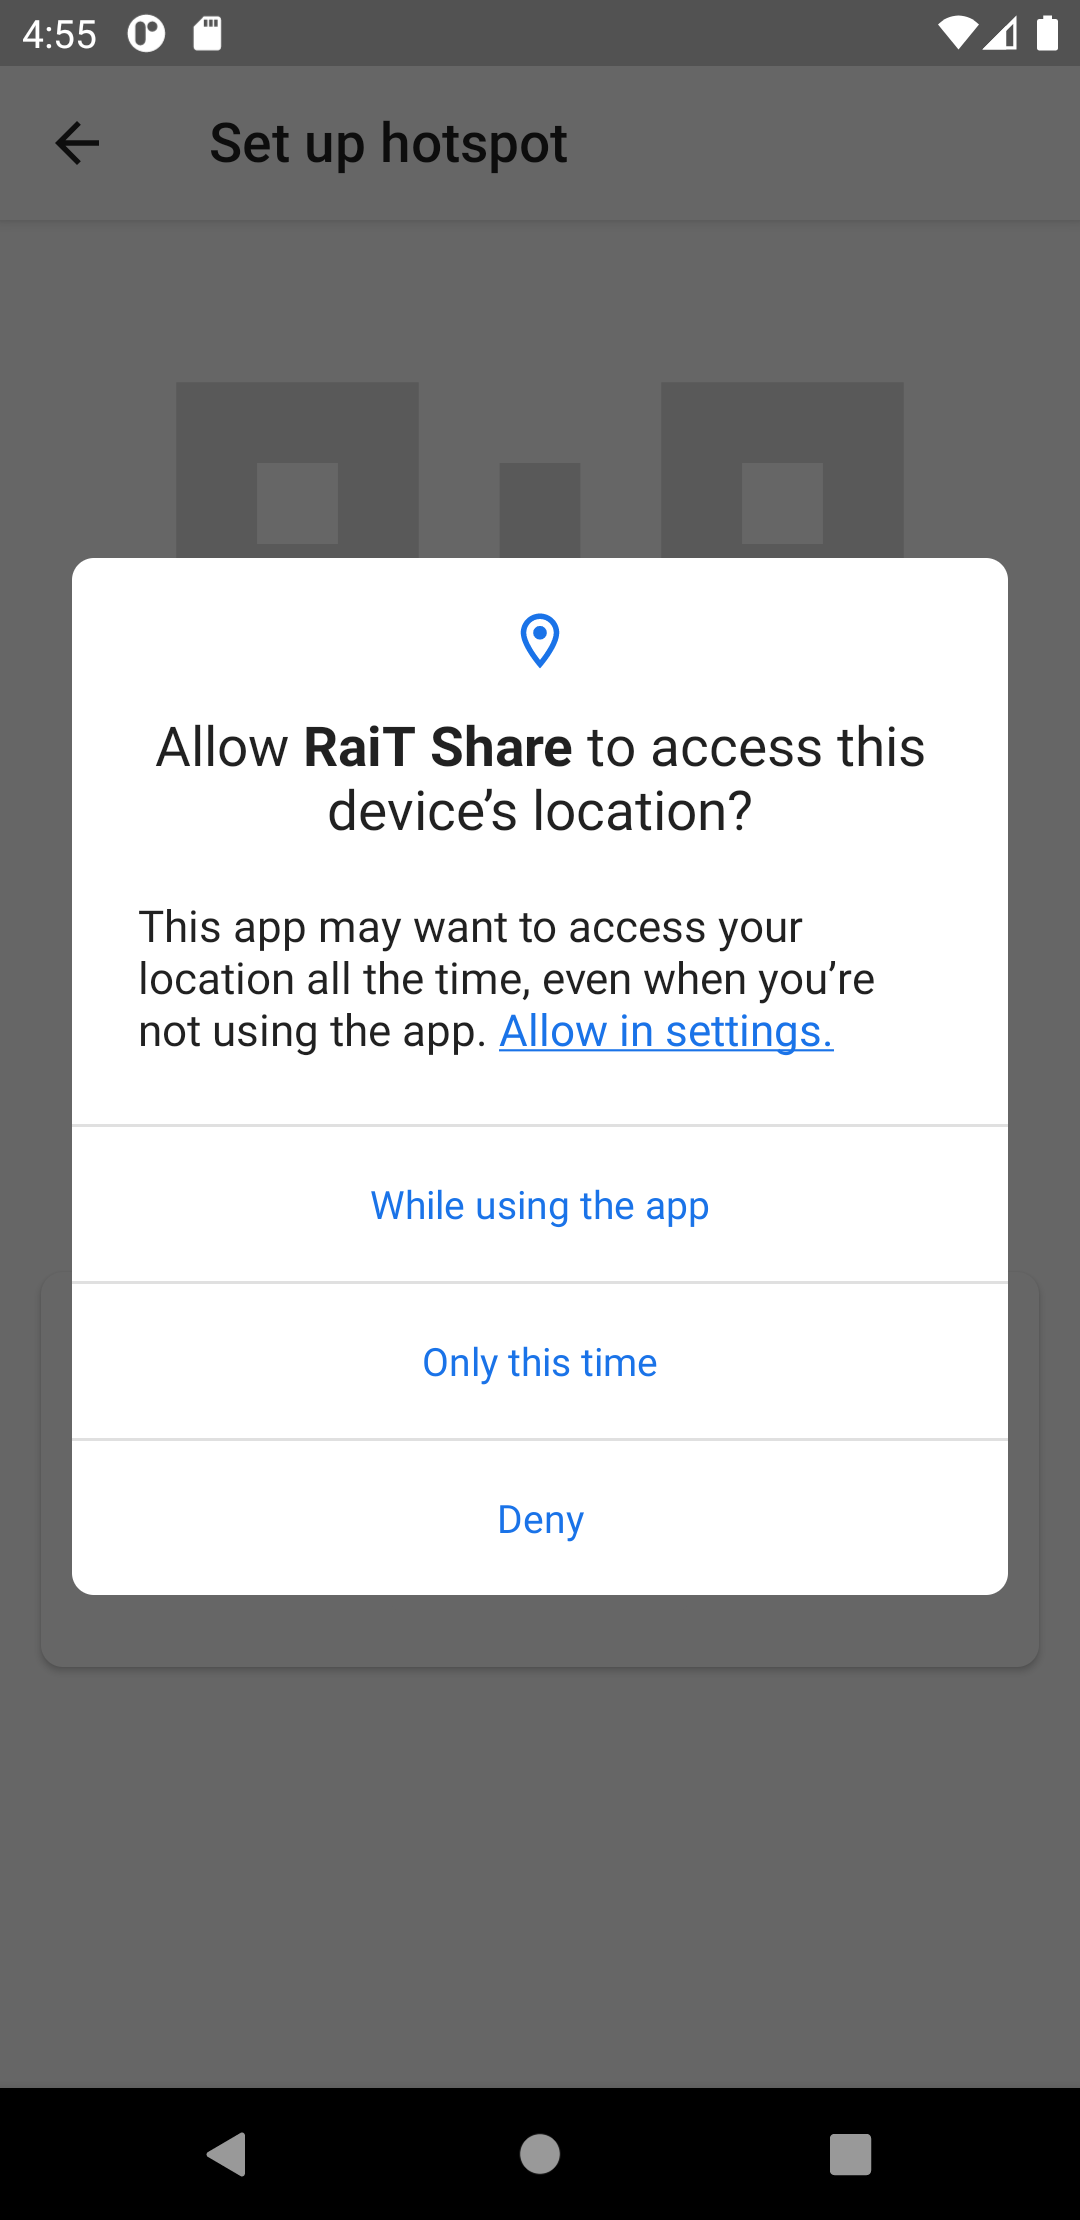 4:55
Set up hotspot
Allow RaiT Share to access this
device’s location?
This app may want to access your
location all the time, even when you’re
not using the app. Allow in settings.
While using the app
Only this time
Deny